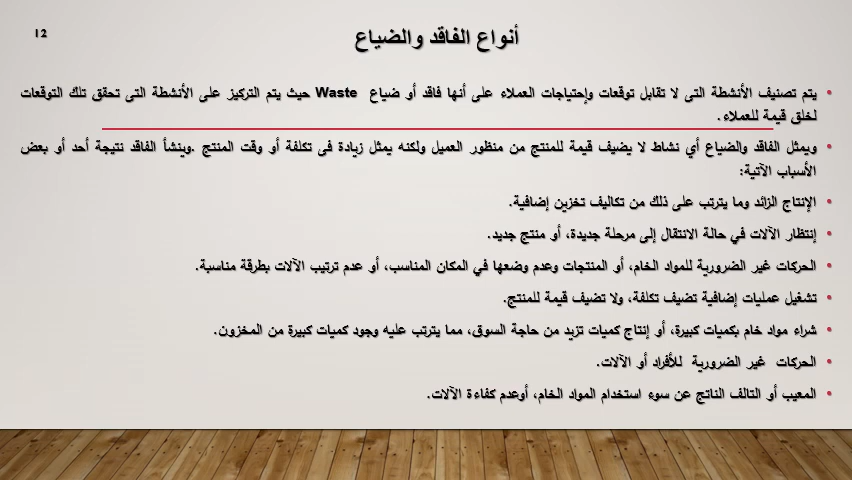 12
أنواع الفاقد والضياع
• يتم تصنيف الأنشطة التى لا تقابل توقعات وإحتياجات العملاء على أنها فاقد أو ضياع Waste حيث يتم التركيز على الأنشطة التى تحقق تلك التوقعات
لخلق قيمة للعملاء.
• ويمثل الفاقد والضياع أي نشاط لا يضيف قيمة للمنتج من منظور العميل ولكنه يمثل زيادة فى تكلفة أو وقت المنتج .وينشأ الفاقد نتيجة أحد أو بعض
الأسباب الآتية:
• الإنتاج الزائد وما يترتب على ذلك من تكاليف تخزين إضافية.
• إنتظار الآلات في حالة الانتقال إلى مرحلة جديدة، أو منتج جديد.
• الحركات غير الضرورية للمواد الخام، أو المنتجات وعدم وضعها في المكان المناسب، أو عدم ترتيب الآلات بطرقة مناسبة.
• تشغيل عمليات إضافية تضيف تكلفة، ولا تضيف قيمة للمنتج.
• شراء مواد خام بكميات كبيرة، أو إنتاج كميات تزيد من حاجة السوق، مما يترتب عليه وجود كميات كبيرة من المخزون.
• الحركات غير الضرورية للأفراد أو الآلات.
• المعيب أو التالف الناتج عن سوء استخدام المواد الخام، أوعدم كفاءة الآلات.